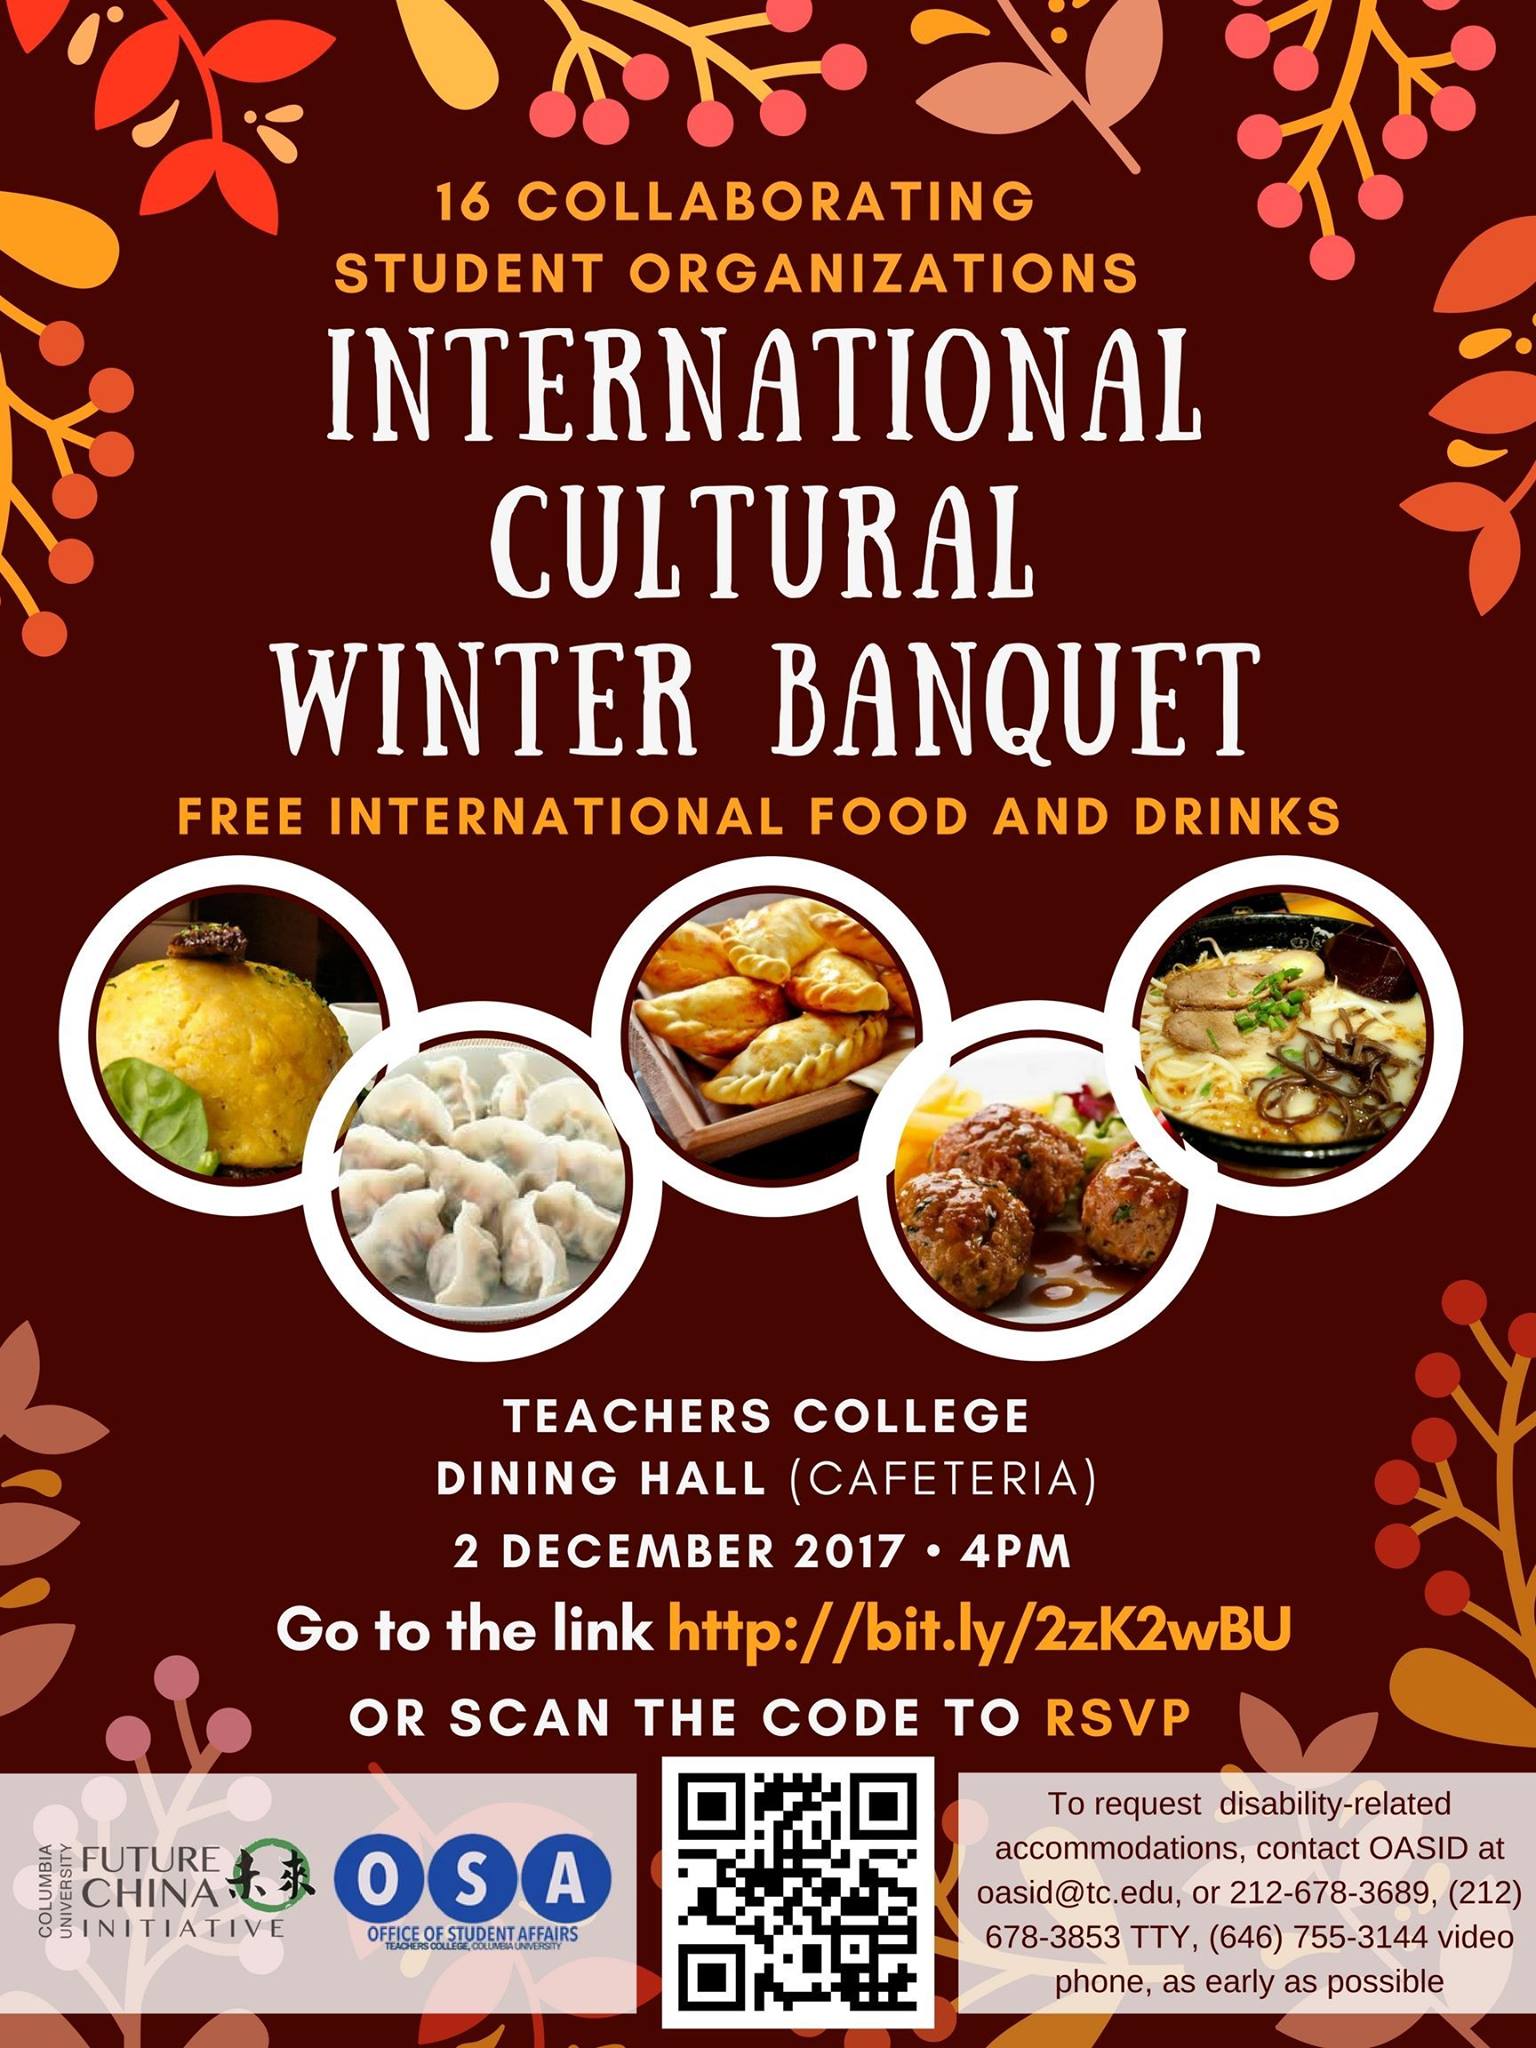 16 COLLABORATING
STUDENT ORGANIZATIONS
INTERNATIONAL
CULTURAL
WINTER BANQUET
FREE INTERNATIONAL FOOD AND DRINKS
TEACHERS COLLEGE
DINING HALL (CAFETERIA)
2 DECEMBER 2017 • 4PM
Go to the link http://bit.ly/2zK2wBU
OR SCAN THE CODE TO RSVP
COLUMBIA
UNIVERSITY
FUTURE
CHINA
INITIATIVE
未來
OSA
OFFICE OF STUDENT AFFAIRS
TEACHERS COLLEGE, COLUMBIA UNIVERSITY
To request  disability-related
accommodations, contact OASID at
oasid@tc.edu, or 212-678-3689, (212)
678-3853 TTY, (646) 755-3144 video
phone, as early as possible